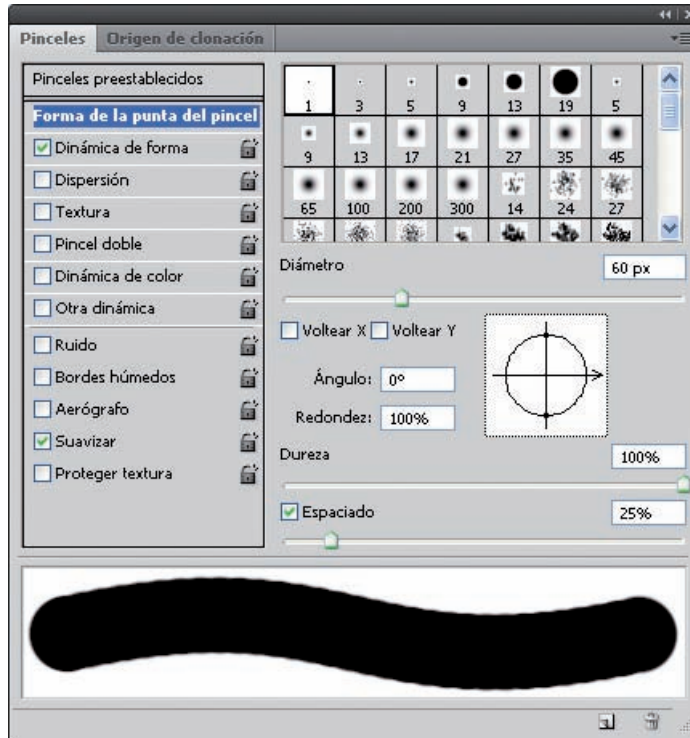 Pinceles Origen de clonación
Pinceles preestablecidos
Forma de la punta del pincel
Dinámica de forma
Dispersión
Textura
Pincel doble
Dinámica de color
Otra dinámica
Ruido
Bordes húmedos
Aerógrafo
Suavizar
Proteger textura
1 3 5 9 13 19 5
9 13 17 21 27 35 45
65 100 200 300 14 24 27
Diámetro 60 px
Voltear X Voltear Y
Ángulo: 0º
Redondez: 100%
Dureza 100%
Espaciado 25%